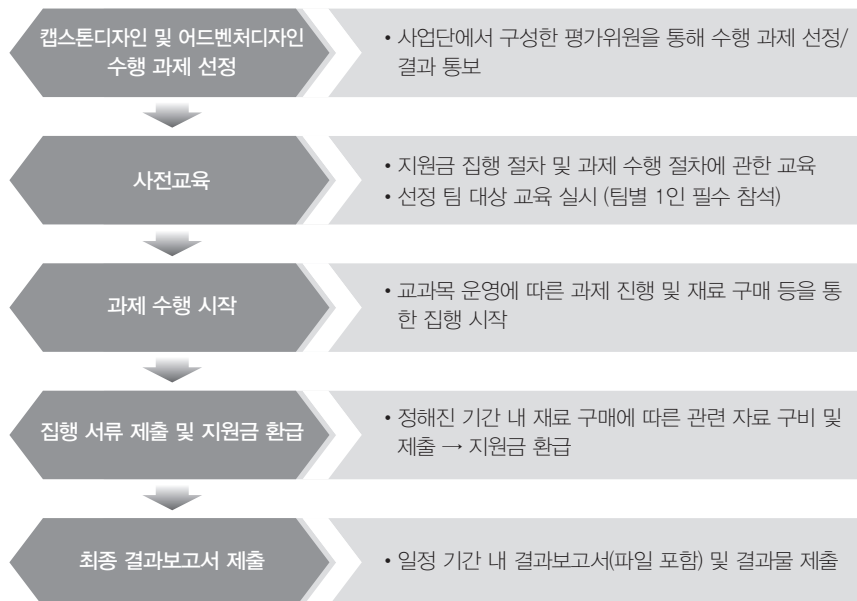 캡스톤디자인 및 어드벤처디자인
수행 과제 선정
• 사업단에서 구성한 평가위원을 통해 수행 과제 선정/
결과 통보
사전교육
• 지원금 집행 절차 및 과제 수행 절차에 관한 교육
• 선정 팀 대상 교육 실시 (팀별 1인 필수 참석)
과제 수행 시작
• 교과목 운영에 따른 과제 진행 및 재료 구매 등을 통
한 집행 시작
집행 서류 제출 및 지원금 환급
• 정해진 기간 내 재료 구매에 따른 관련 자료 구비 및
제출 → 지원금 환급
최종 결과보고서 제출
• 일정 기간 내 결과보고서(파일 포함) 및 결과물 제출